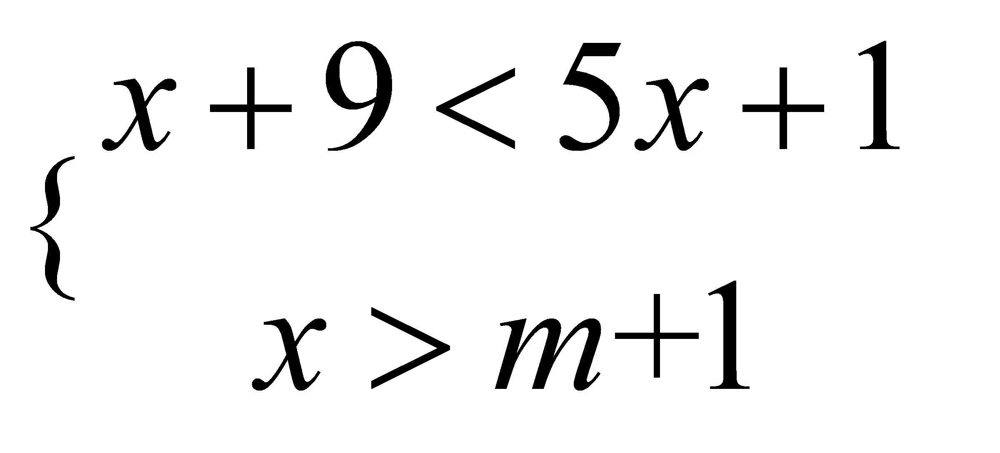 x + 9 < 5x + 1
{
x > m+1